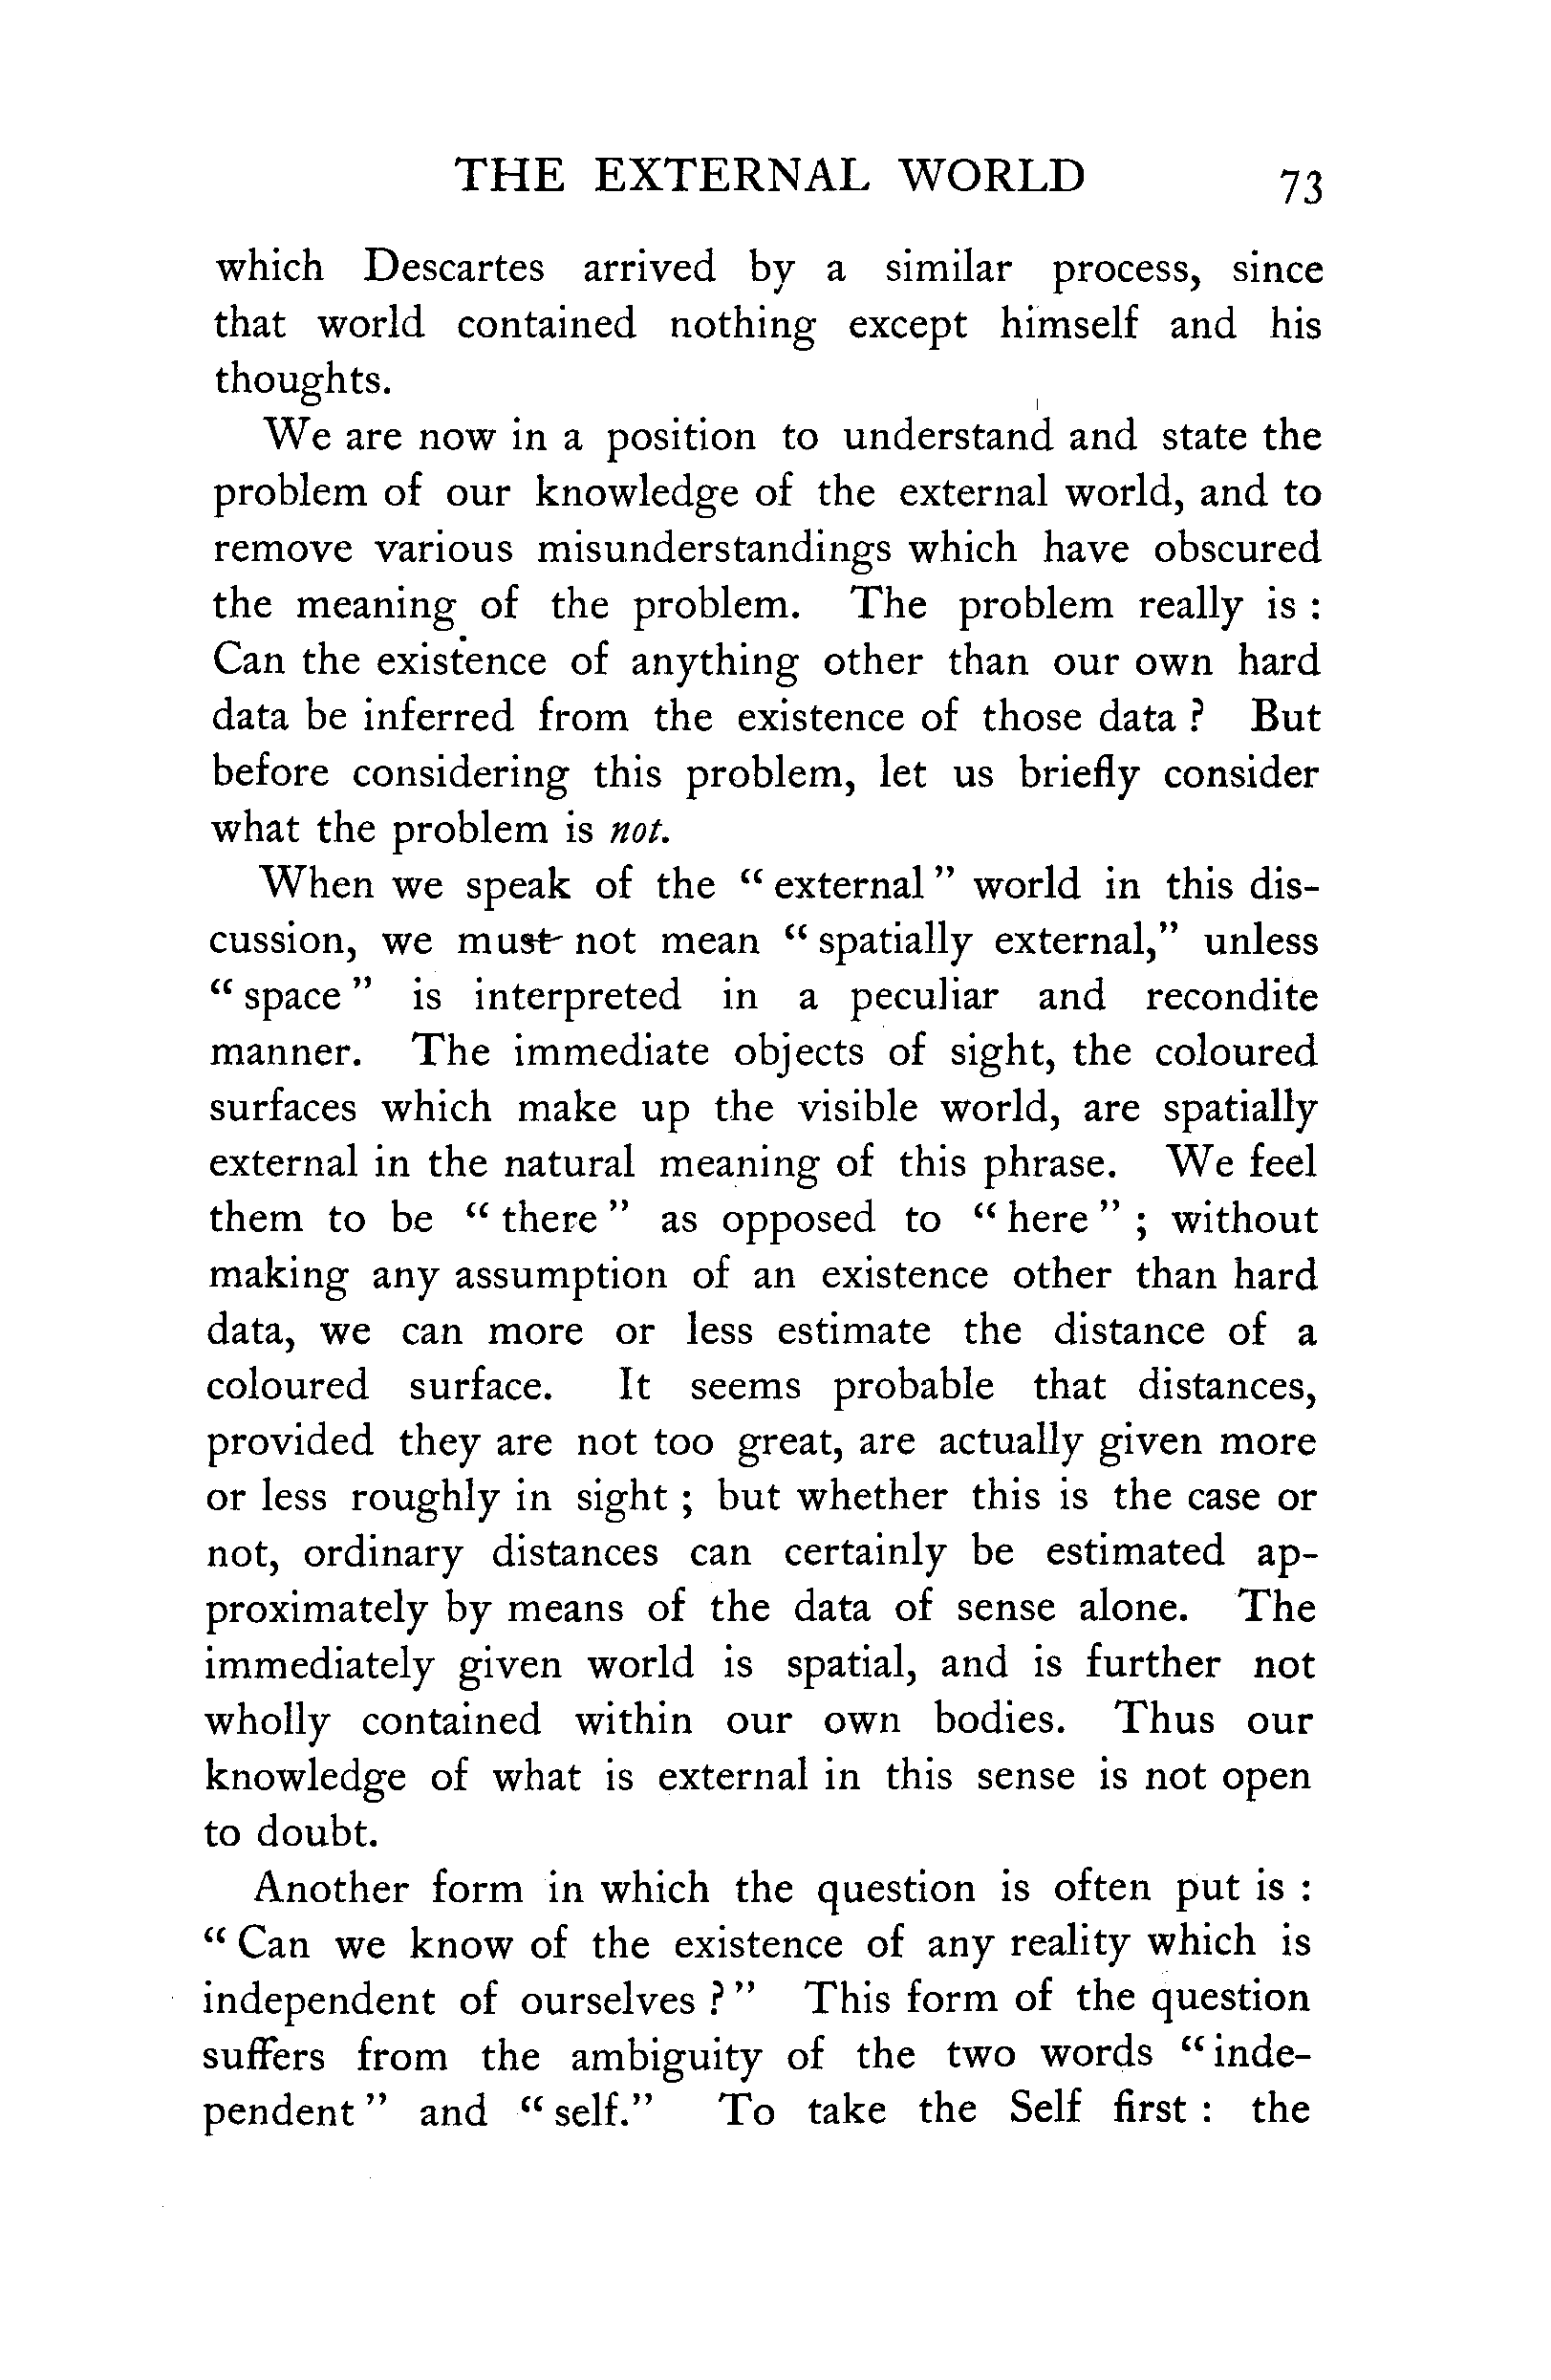 THE EXTERNAL WORLD 73
which Descartes arrived by a similar process, since
that world contained nothing except himself and his
thoughts.
We are now in a position to understand and state the
problem of our knowledge of the external world, and to
remove various misunderstandings which have obscured
the meaning of the problem. The problem really is :
Can the existence of anything other than our own hard
data be inferred from the existence of those data ? But
before considering this problem, let us briefly consider
what the problem is not.
When we speak of the “ external ” world in this dis-
cussion, we must not mean “ spatially external,” unless
“ space ” is interpreted in a peculiar and recondite
manner. The immediate objects of sight, the coloured
surfaces which make up the visible world, are spatially
external in the natural meaning of this phrase. We feel
them to be “ there ” as opposed to “ here ” ; without
making any assumption of an existence other than hard
data, we can more or less estimate the distance of a
coloured surface. It seems probable that distances,
provided they are not too great, are actually given more
or less roughly in sight ; but whether this is the case or
not, ordinary distances can certainly be estimated ap-
proximately by means of the data of sense alone. The
immediately given world is spatial, and is further not
wholly contained within our own bodies. Thus our
knowledge of what is external in this sense is not open
to doubt.
Another form in which the question is often put is :
“ Can we know of the existence of any reality which is
independent of ourselves ? ” This form of the question
suffers from the ambiguity of the two words “ inde-
pendent ” and “ self.” To take the Self first : the